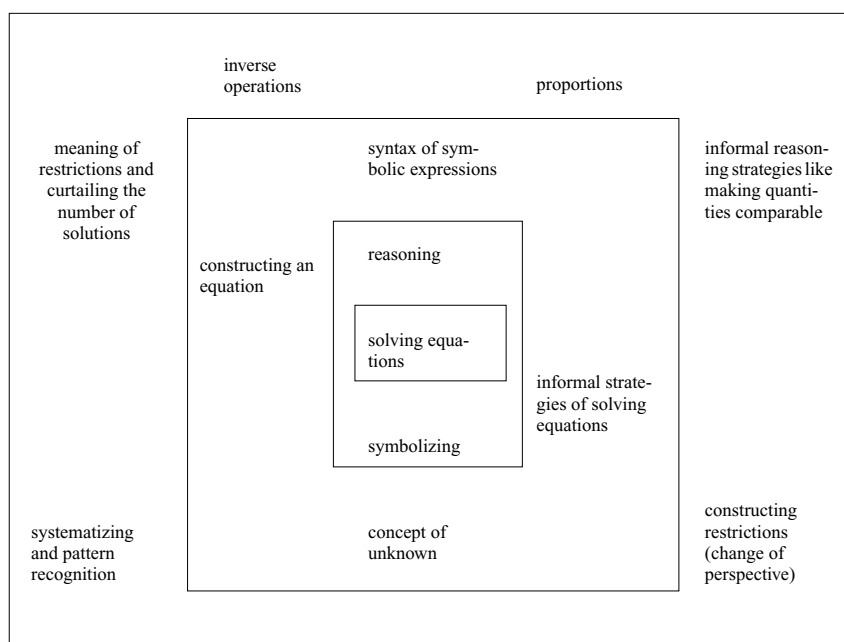 inverse
operations
proportions
meaning of
restrictions and
curtailing the
number of
solutions
syntax of sym-
bolic expressions
informal reaso-
ning strategies like
making quanti-
ties comparable
constructing an
equation
reasoning
solving equa-
tions
informal strate-
gies of solving
equations
symbolizing
systematizing
and pattern
recognition
concept of
unknown
constructing
restrictions
(change of
perspective)